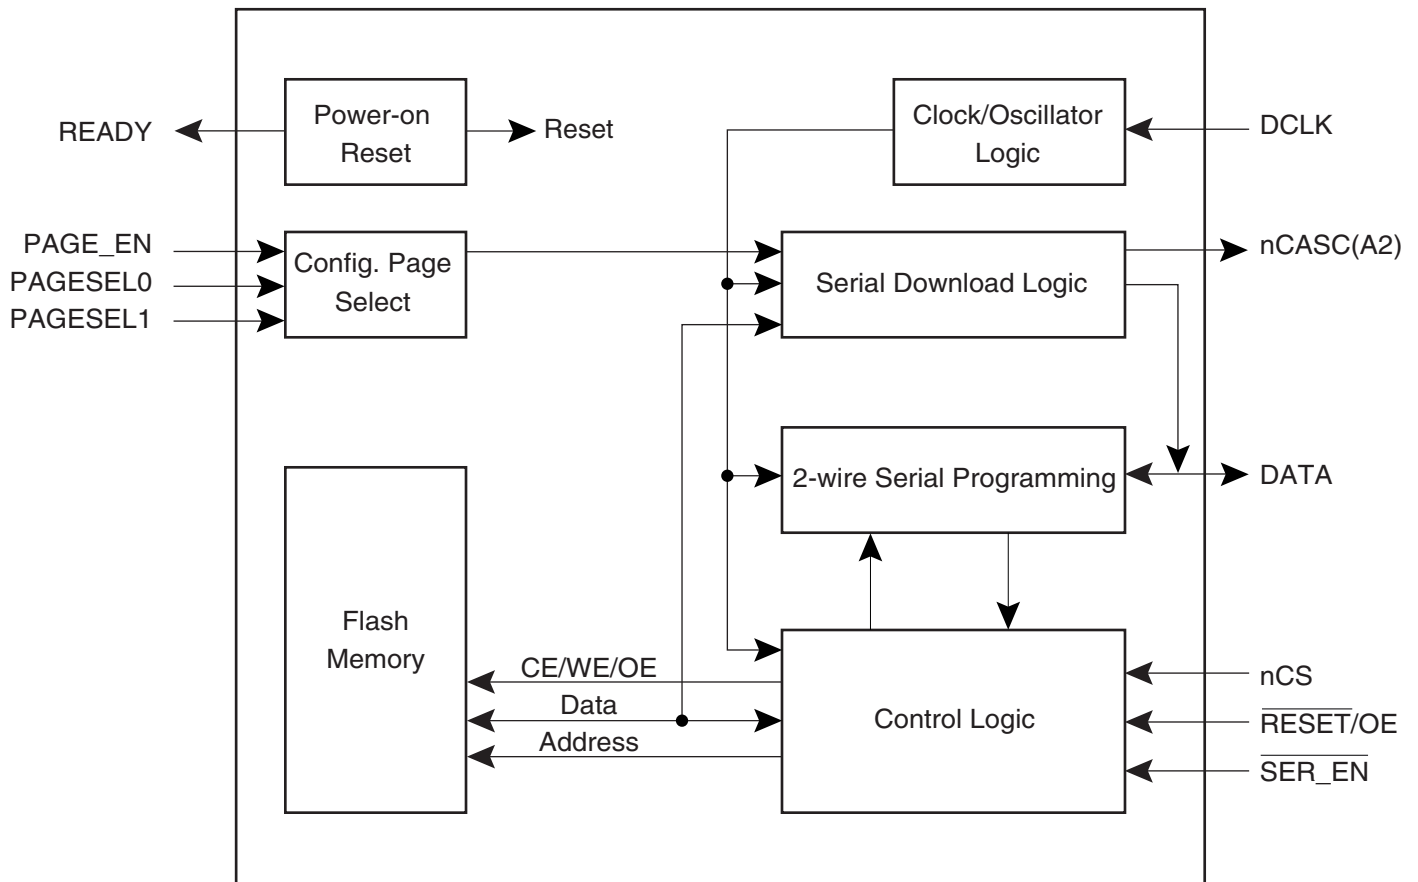 READY
Power-on
Reset
Reset
Clock/Oscillator
Logic
DCLK
PAGE_EN
PAGESEL0
PAGESEL1
Config. Page
Select
Serial Download Logic
nCASC(A2)
2-wire Serial Programming
DATA
Flash
Memory
CE/WE/OE
Data
Address
Control Logic
nCS
RESET/OE
SER_EN